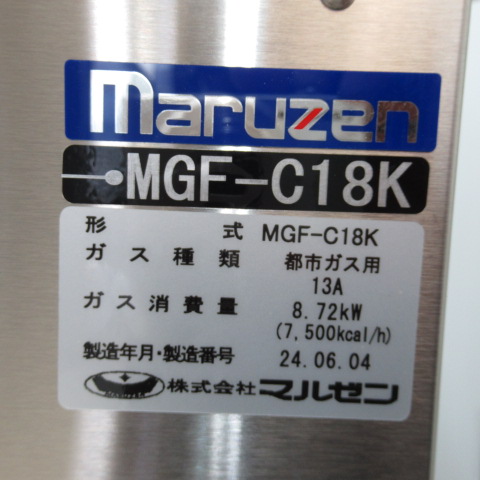 maruzen
MGF-C18K
形式 MGF-C18K
ガス種類 都市ガス用
13A
ガス消費量 8.72kW
(7,500kcal/h)
製造年月・製造番号 24.06.04
株式会社マルゼン